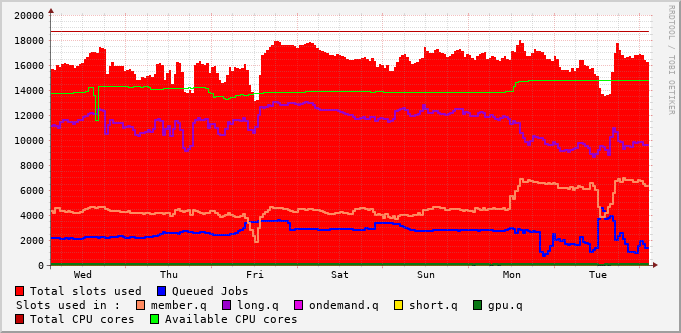 20000
18000
16000
14000
12000
10000
8000
6000
4000
2000
0
Wed Thu Fri Sat Sun Mon Tue
Total slots used Queued Jobs
Slots used in : member.q long.q ondemand.q short.q gpu.q
Total CPU cores Available CPU cores
RRDTOOL / TOBI OETIKER